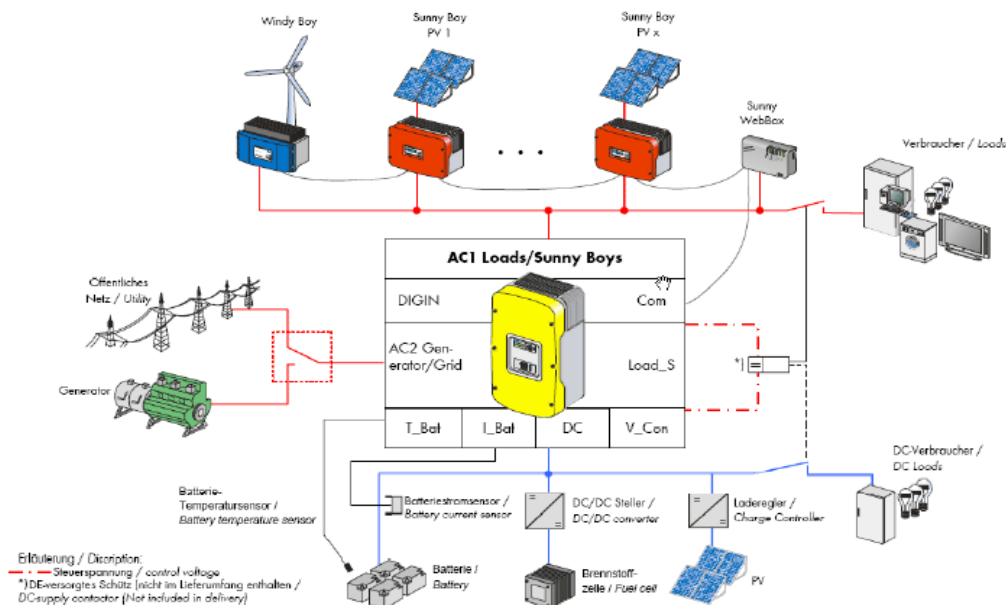 Windy Boy
Sunny Boy
PV 1
Sunny Boy
PV x
Sunny
WebBox
Verbraucher / Loads
AC1 Loads/Sunny Boys
DIGIN
Com
Öffentliches
Netz / Utility
AC2 Gen-
erator/Grid
Load_S
*)
Generator
T_Bat
I_Bat
DC
V_Con
DC-Verbraucher /
DC Loads
Batterie-
Temperatursensor /
Battery temperature sensor
Batteriestromsensor /
Battery current sensor
DC/DC Steller /
DC/DC converter
Laderegler /
Charge Controller
Erläuterung / Discription:
Steuerspannung / control voltage
*) DE-versorgtes Schütz (nicht im Lieferumfang enthalten /
DC-supply contactor (Not included in delivery)
Batterie /
Battery
Brennstoff-
zelle / Fuel cell
PV